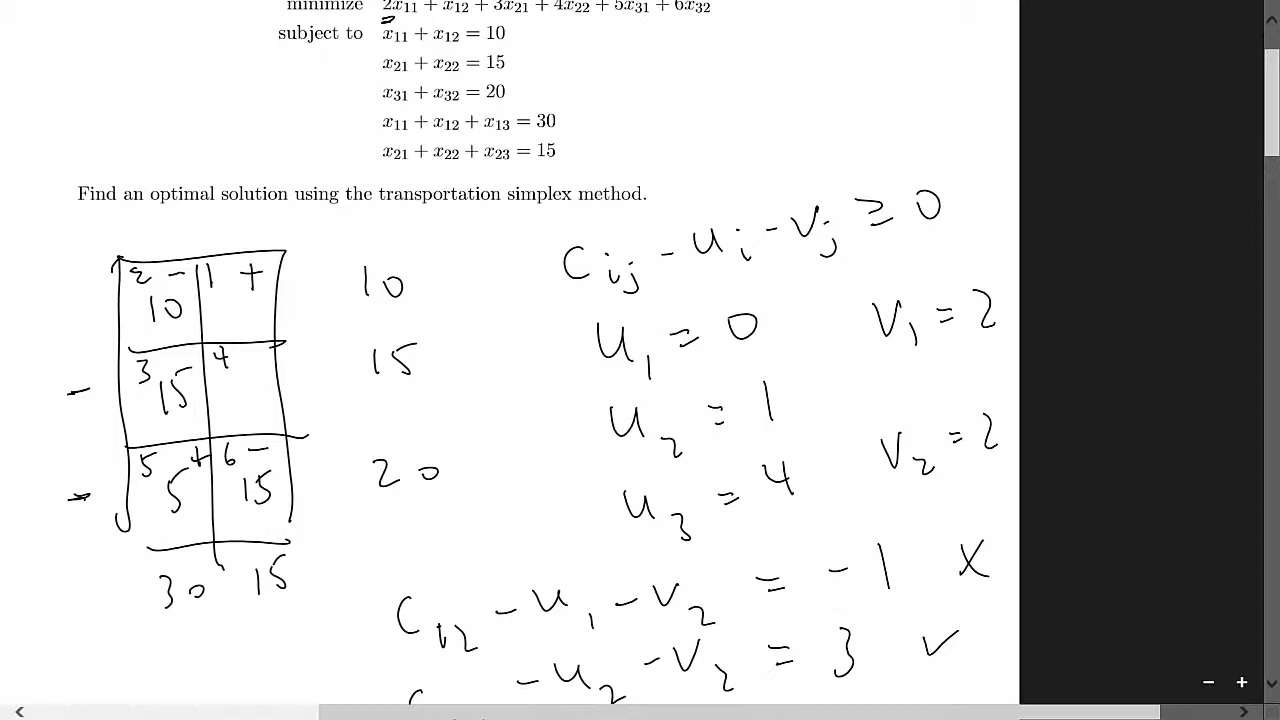 minimize 2x₁₁ + x₁₂ + 3x₂₁ + 4x₂₂ + 5x₃₁ + 6x₃₂
subject to x₁₁ + x₁₂ = 10
x₂₁ + x₂₂ = 15
x₃₁ + x₃₂ = 20
x₁₁ + x₁₂ + x₁₃ = 30
x₂₁ + x₂₂ + x₂₃ = 15
Find an optimal solution using the transportation simplex method.
C_ij - u_i - v_j ≥ 0
2 - 1 + 10
10
u₁ = 0 v₁ = 2
3 4 15
15
u₂ = 1 v₂ = 2
5 + 6 - 20
5 15
u₃ = 4
30 15
C₁₂ - u₁ - v₂ = -1 X
- u₂ - v₂ = 3 ✓